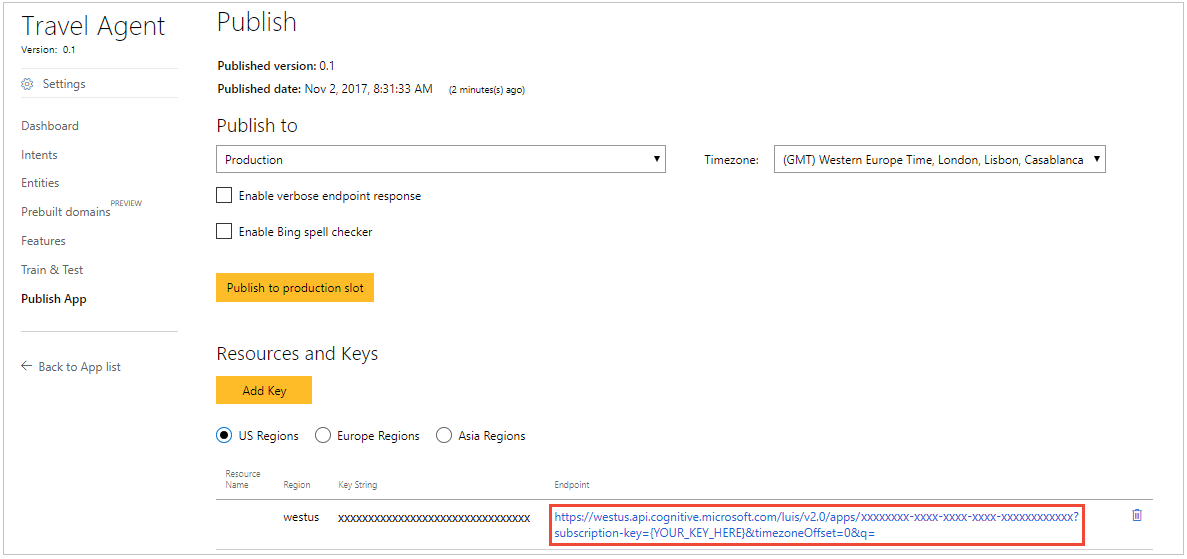 Travel Agent
Version: 0.1
Settings
Dashboard
Intents
Entities
Prebuilt domains PREVIEW
Features
Train & Test
Publish App
Back to App list
Publish
Published version: 0.1
Published date: Nov 2, 2017, 8:31:33 AM (2 minutes(s) ago)
Publish to
Production
Timezone: (GMT) Western Europe Time, London, Lisbon, Casablanca
Enable verbose endpoint response
Enable Bing spell checker
Publish to production slot
Resources and Keys
Add Key
US Regions Europe Regions Asia Regions
Resource Name Region Key String Endpoint
westus xxxxxxxxxxxxxxxxxxxxxxxxxxxxxxxx https://westus.api.cognitive.microsoft.com/luis/v2.0/apps/xxxxxxxx-xxxx-xxxx-xxxx-xxxxxxxxxxxx?
subscription-key={YOUR_KEY_HERE}&timezoneOffset=0&q=